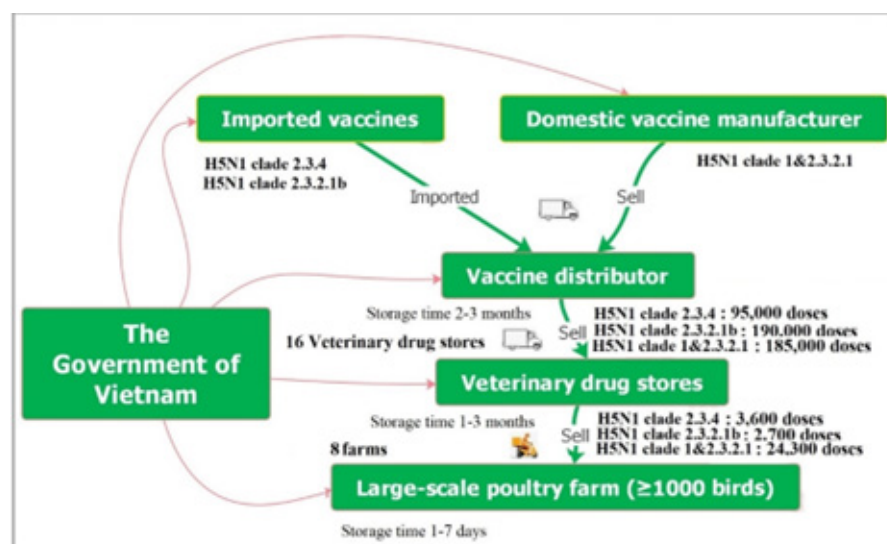 Imported vaccines
Domestic vaccine manufacturer
H5N1 clade 2.3.4
H5N1 clade 2.3.2.1b
H5N1 clade 1&2.3.2.1
Imported
Sell
Vaccine distributor
Storage time 2-3 months
H5N1 clade 2.3.4 : 95,000 doses
Sell
H5N1 clade 2.3.2.1b : 190,000 doses
H5N1 clade 1&2.3.2.1 : 185,000 doses
16 Veterinary drug stores
The
Government of
Vietnam
Veterinary drug stores
Storage time 1-3 months
H5N1 clade 2.3.4 : 3,600 doses
Sell
H5N1 clade 2.3.2.1b : 2,700 doses
H5N1 clade 1&2.3.2.1 : 24,300 doses
8 farms
Large-scale poultry farm (≥1000 birds)
Storage time 1-7 days